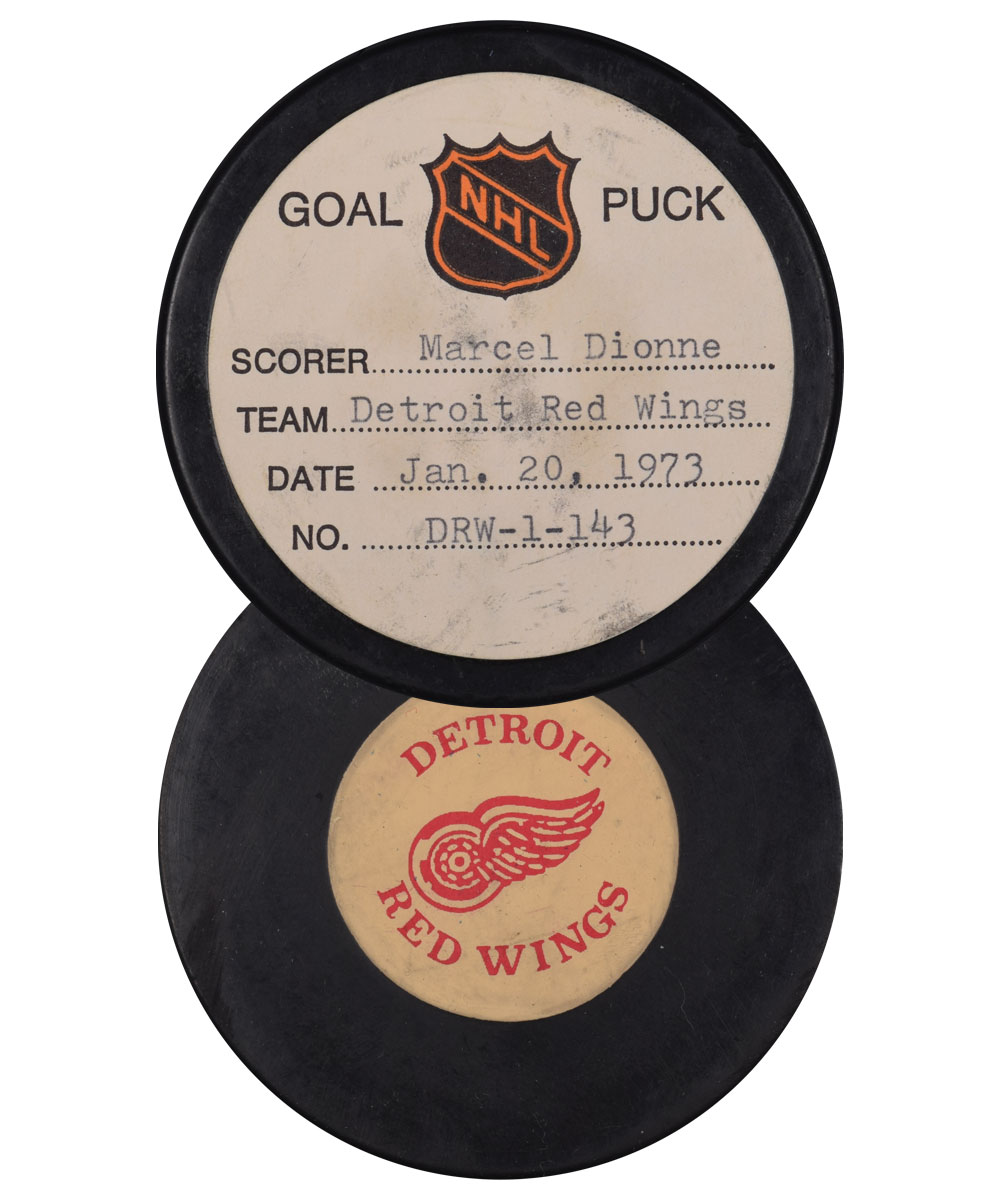 GOAL NHL PUCK
SCORER Marcel Dionne
TEAM Detroit Red Wings
DATE Jan. 20, 1973
NO. DRW-1-143
DETROIT
RED WINGS